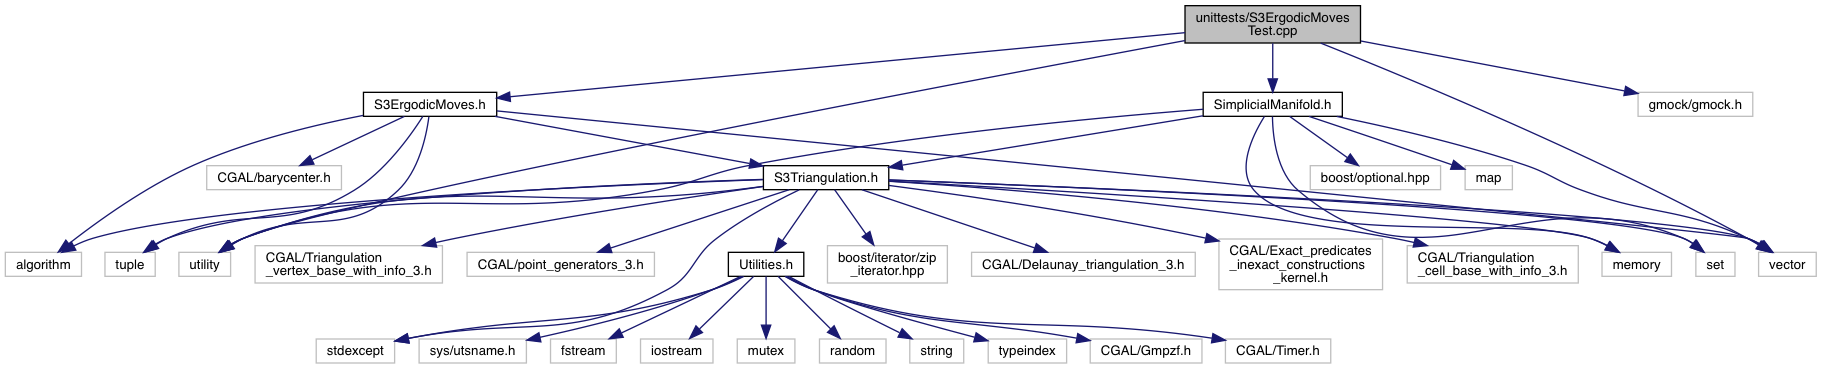 unittests/S3ErgodicMoves
Test.cpp
S3ErgodicMoves.h
SimplicialManifold.h
gmock/gmock.h
CGAL/barycenter.h
S3Triangulation.h
boost/optional.hpp
map
algorithm
tuple
utility
CGAL/Triangulation
_vertex_base_with_info_3.h
CGAL/point_generators_3.h
Utilities.h
boost/iterator/zip
_iterator.hpp
CGAL/Delaunay_triangulation_3.h
CGAL/Exact_predicates
_inexact_constructions
_kernel.h
CGAL/Triangulation
_cell_base_with_info_3.h
memory
set
vector
stdexcept
sys/utsname.h
fstream
iostream
mutex
random
string
typeindex
CGAL/Gmpzf.h
CGAL/Timer.h